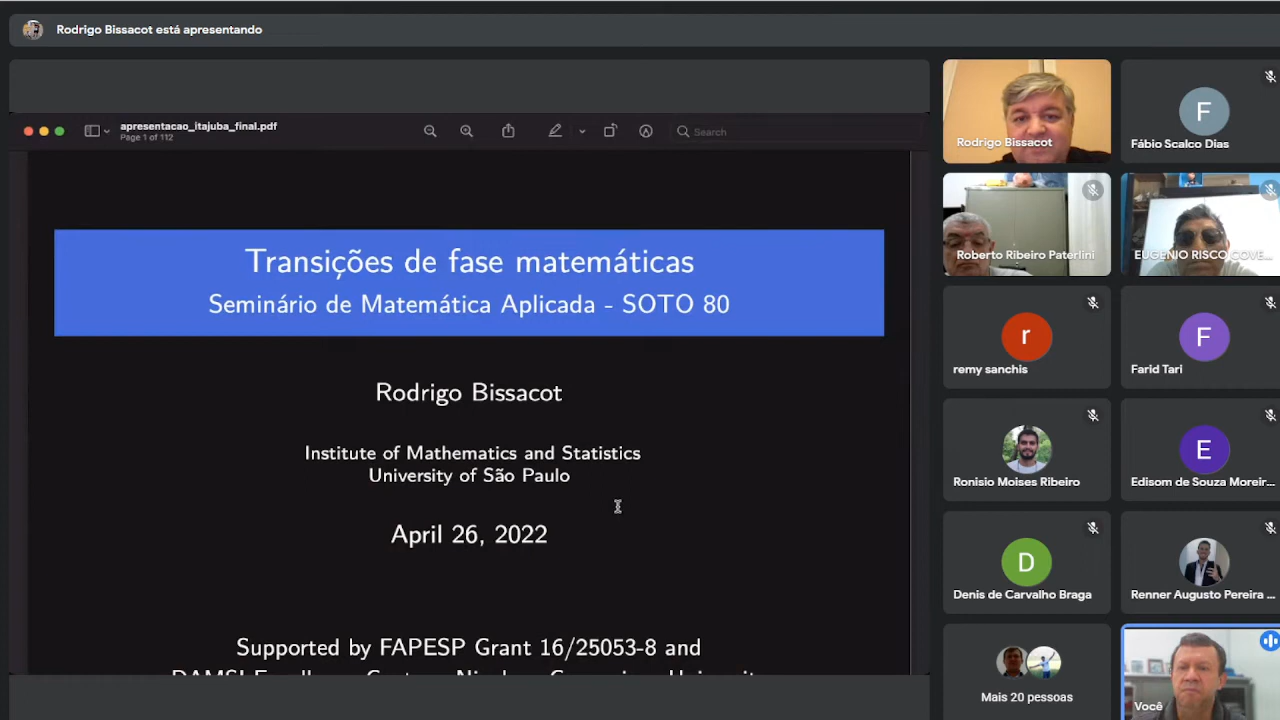 Rodrigo Bissacot está apresentando
apresentacao_itajuba_final.pdf
Page 1 of 112
Search
Transições de fase matemáticas
Seminário de Matemática Aplicada - SOTO 80
Rodrigo Bissacot
Institute of Mathematics and Statistics
University of São Paulo
April 26, 2022
Supported by FAPESP Grant 16/25053-8 and
Rodrigo Bissacot
F
Fábio Scalco Dias
Roberto Ribeiro Paterlini
EUGENIO RISCO GOVE...
r
remy sanchis
F
Farid Tari
Ronisio Moises Ribeiro
E
Edisom de Souza Moreir...
D
Denis de Carvalho Braga
Renner Augusto Pereira ...
Mais 20 pessoas
Você